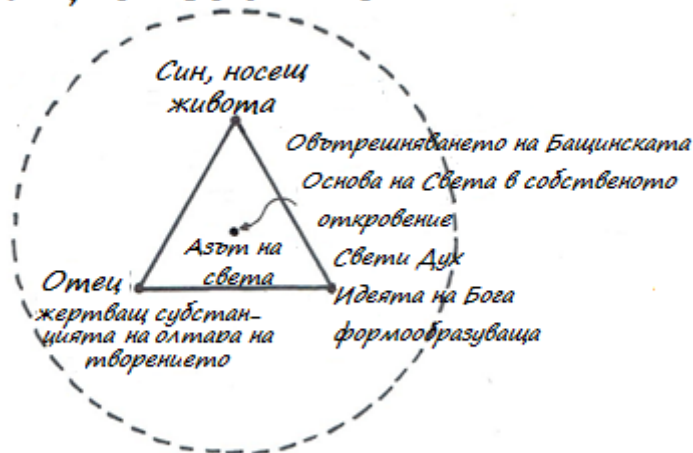 Син, носещ
живота
Овътрешняването на Бащинската
Основа на Света в собственото
откровение
Азът на
света
Свети Дух
Отец
Идеята на Бога
жертващ субстан-
цията на олтара на
творението
формообразуваща